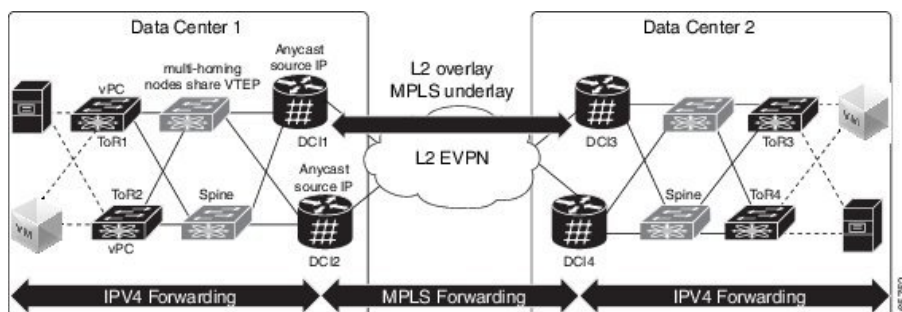 Data Center 1
Data Center 2
Anycast
source IP
L2 overlay
MPLS underlay
multi-homing
nodes share VTEP
vPC
ToR1
DCI1
L2 EVPN
DCI3
ToR3
VM
Anycast
source IP
ToR2
Spine
VM
vPC
DCI2
Spine
ToR4
DCI4
IPV4 Forwarding
MPLS Forwarding
IPV4 Forwarding